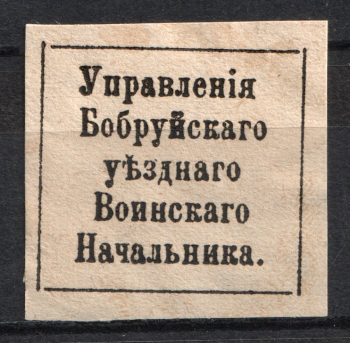 Управленія
Бобруйскаго
уѣзднаго
Воинскаго
Начальника.